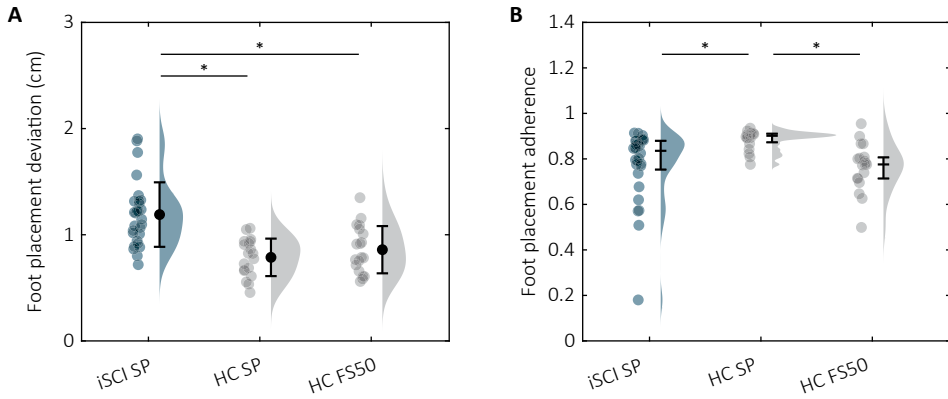 A
Foot placement deviation (cm)
3
2
1
0
*
*
iSCI SP
HC SP
HC FS50
B
Foot placement adherence
1.4
1.2
1
0.8
0.6
0.4
0.2
0
*
*
iSCI SP
HC SP
HC FS50